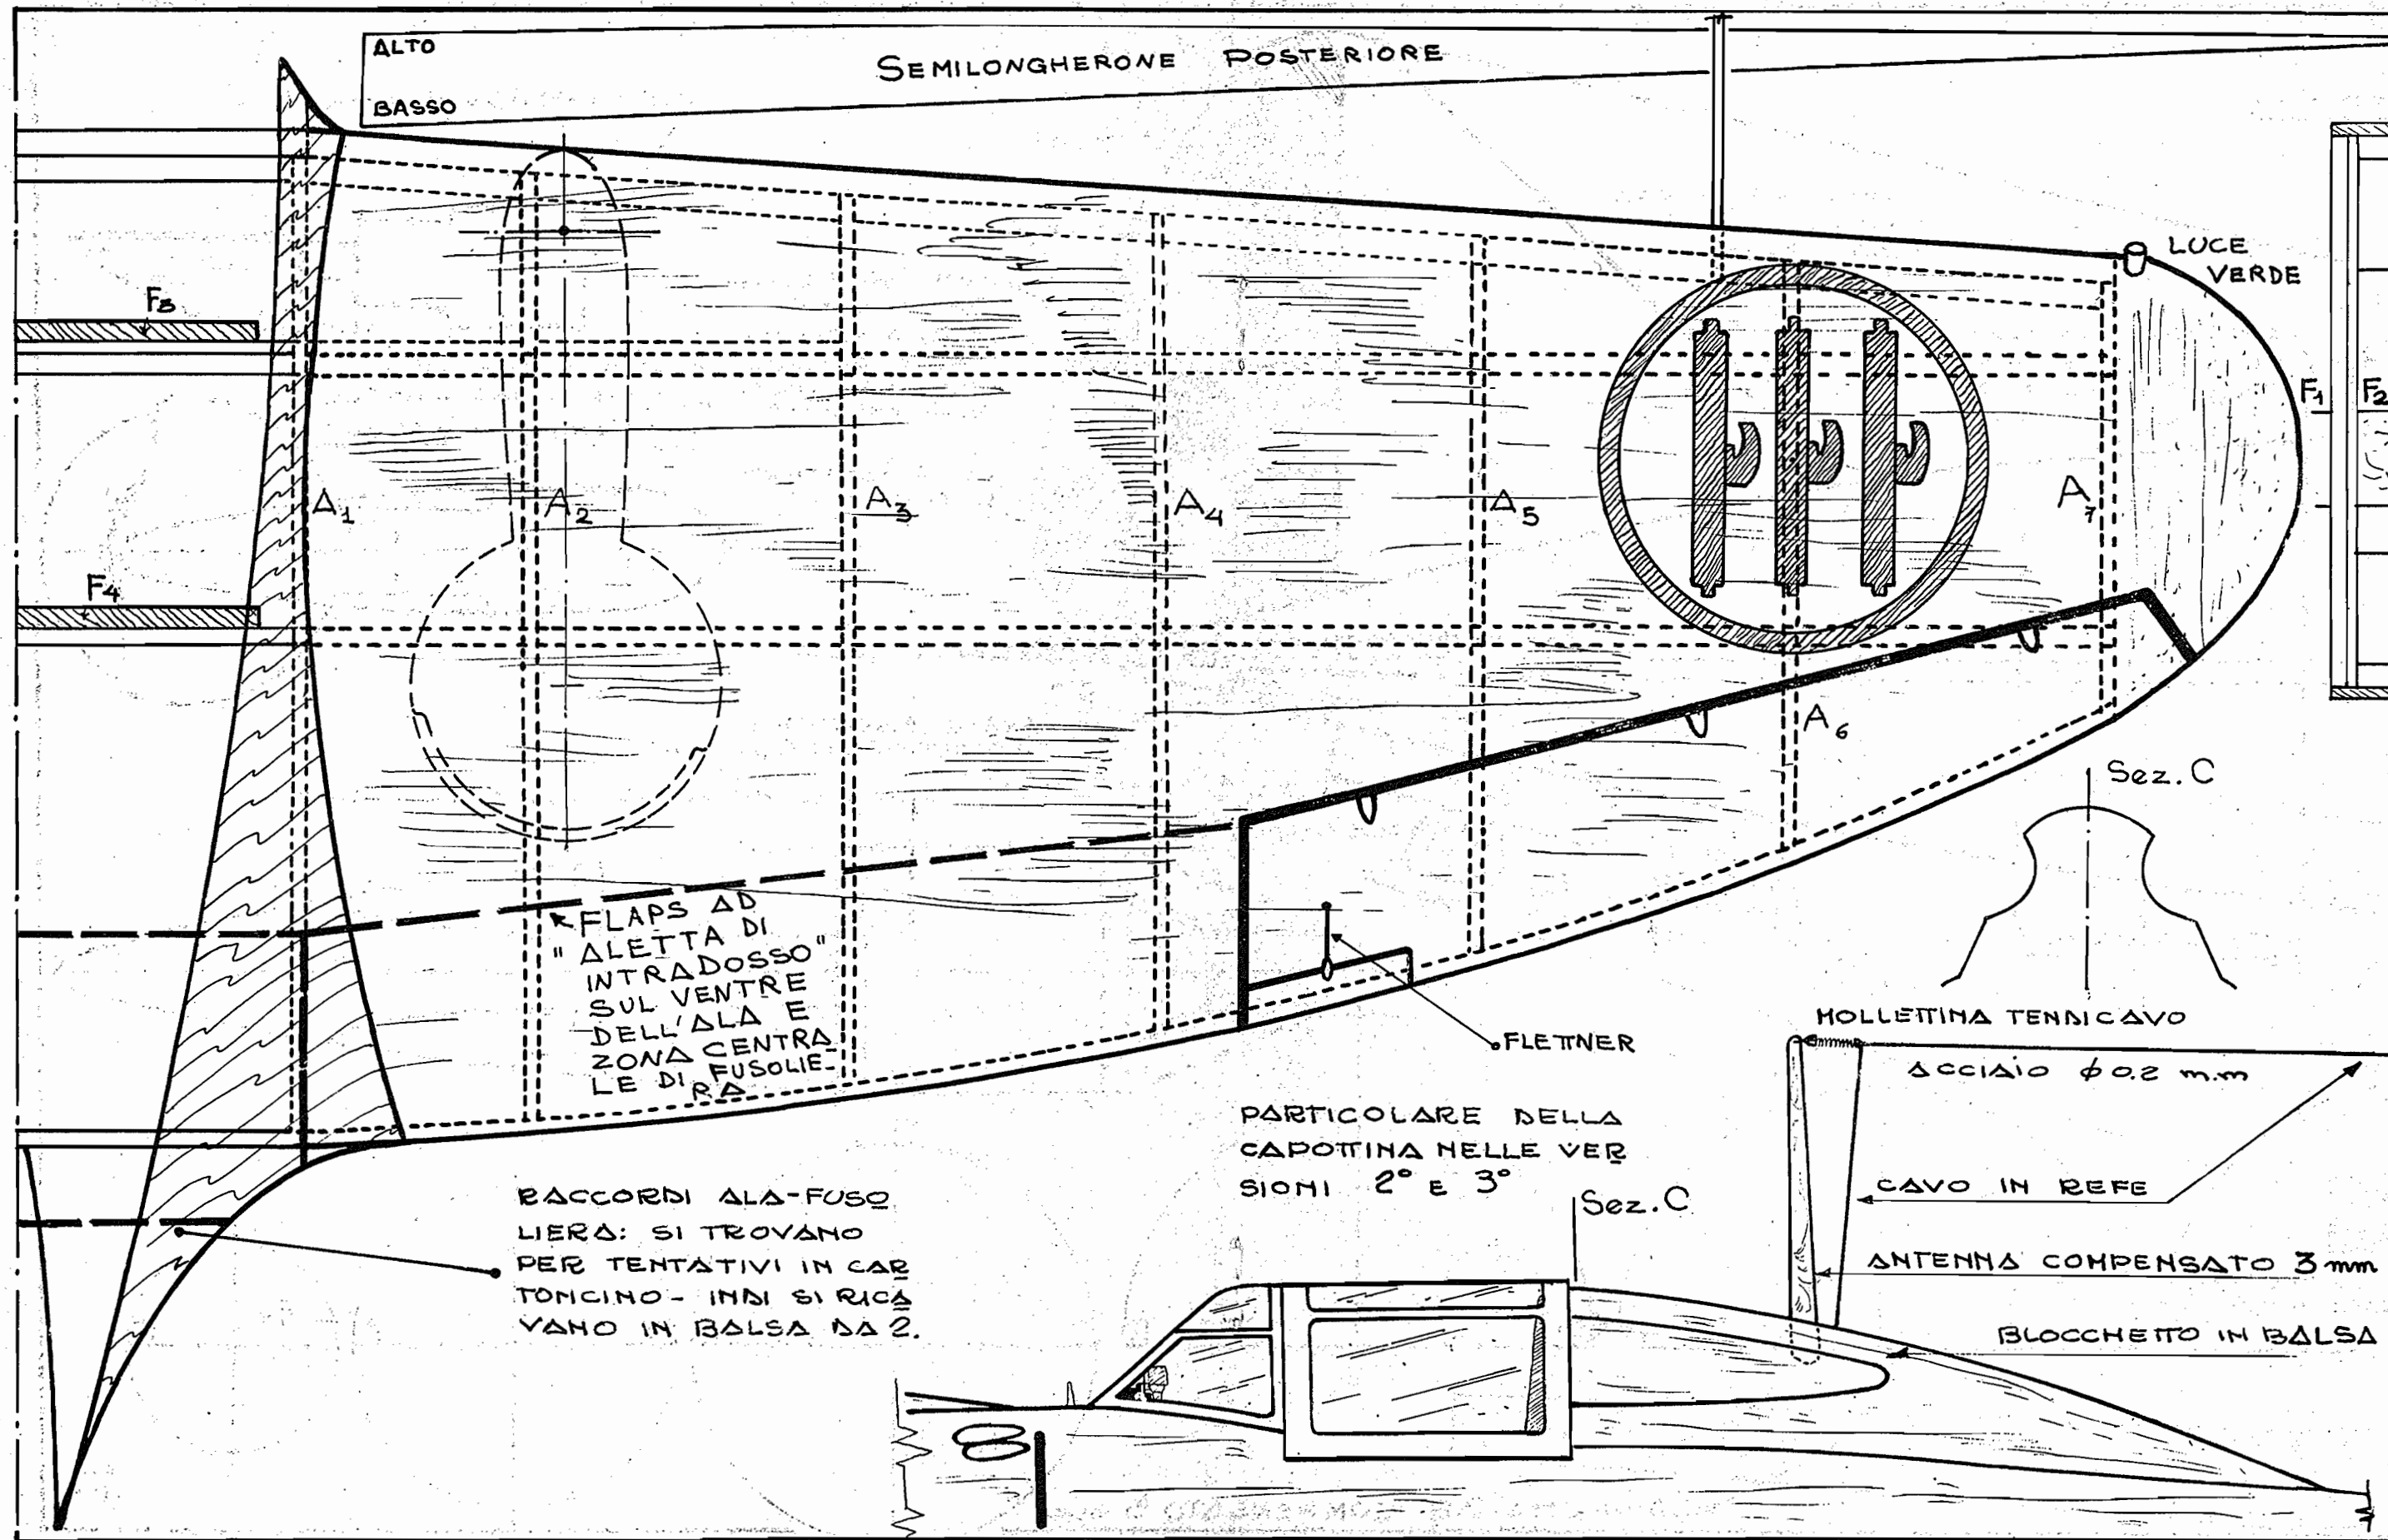 ALTO
SEMILONGHERONE POSTERIORE
BASSO
LUCE
VERDE
F3
F1
F2
A1
A2
A3
A4
A5
A7
F4
A6
Sez. C
FLAPS AD
"ALETTA DI
INTRADOSSO"
SUL VENTRE
DELL'ALA E
ZONA CENTRA
LE DI FUSOLIE-
RA
FLETTNER
MOLLETTINA TENDICAVO
ACCIAIO φ 0.2 m.m
PARTICOLARE DELLA
CAPOTTINA NELLE VER
SIONI 2° E 3°
Sez. C
CAVO IN REFE
RACCORDI ALA-FUSO
LIERA: SI TROVANO
PER TENTATIVI IN CAR
TONCINO - INDI SI RICA
VANO IN BALSA DA 2.
ANTENNA COMPENSATO 3 mm
BLOCCHETTO IN BALSA
8